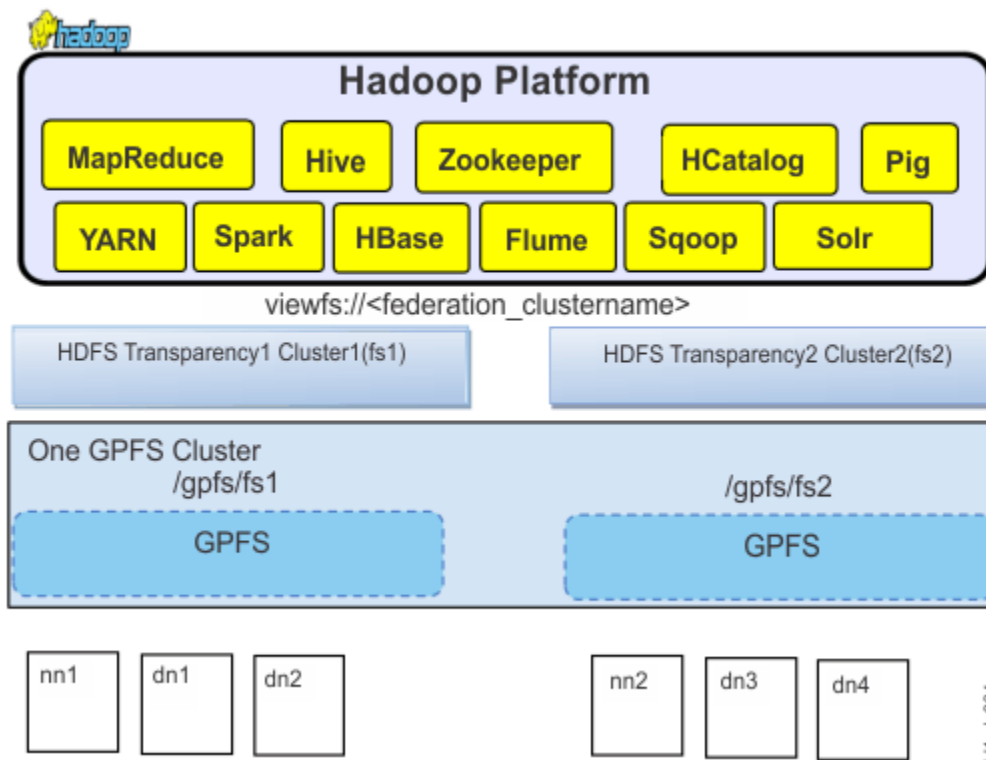 hadoop
Hadoop Platform
MapReduce Hive Zookeeper HCatalog Pig
YARN Spark HBase Flume Sqoop Solr
viewfs://<federation_clustername>
HDFS Transparency1 Cluster1(fs1) HDFS Transparency2 Cluster2(fs2)
One GPFS Cluster
/gpfs/fs1 /gpfs/fs2
GPFS GPFS
nn1 dn1 dn2 nn2 dn3 dn4